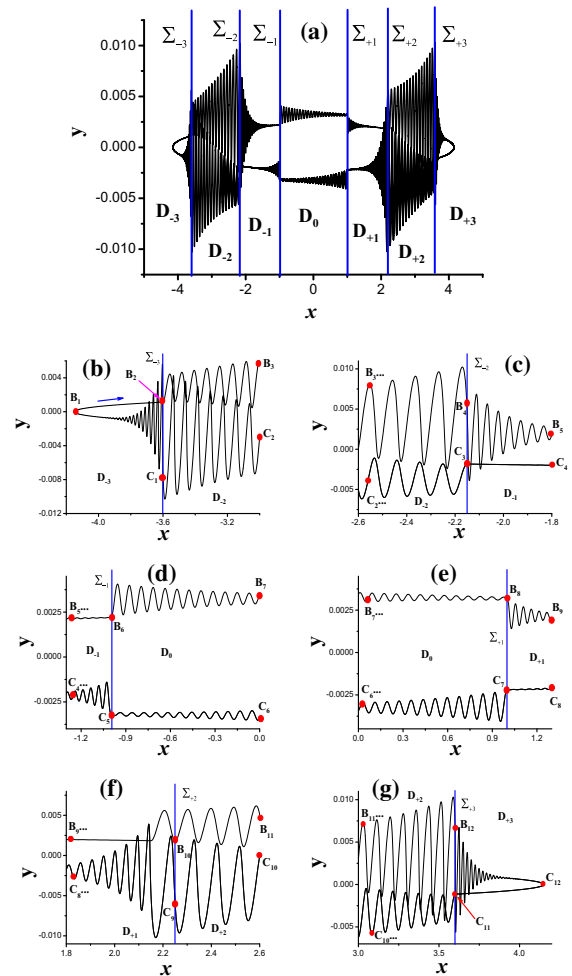 (a)
Σ-3 Σ-2 Σ-1 Σ+1 Σ+2 Σ+3
0.010
0.005
0.000
-0.005
-0.010
y
D-3 D-2 D-1 D0 D+1 D+2 D+3
-4 -2 0 2 4
x
(b)
Σ-3
B1 B2 B3
C1 C2
D-3 D-2
0.004
0.000
-0.004
-0.008
-0.012
y
-4.0 -3.6 -3.2
x
(c)
Σ-2
B3... B4 B5
C2... C3 C4
D-2 D-1
0.010
0.005
0.000
-0.005
y
-2.6 -2.4 -2.2 -2.0 -1.8
x
(d)
Σ-1
B5... B6 B7
C4... C5 C6
D-1 D0
0.0025
0.0000
-0.0025
y
-1.2 -0.9 -0.6 -0.3 0.0
x
(e)
Σ+1
B7... B8 B9
C6... C7 C8
D0 D+1
0.0025
0.0000
-0.0025
y
0.0 0.3 0.6 0.9 1.2
x
(f)
Σ+2
B9... B10 B11
C8... C9 C10
D+1 D+2
0.010
0.005
0.000
-0.005
-0.010
y
1.8 2.0 2.2 2.4 2.6
x
(g)
D+2 Σ+3 D+3
B11... B12
C10... C11 C12
0.010
0.005
0.000
-0.005
y
3.0 3.5 4.0
x